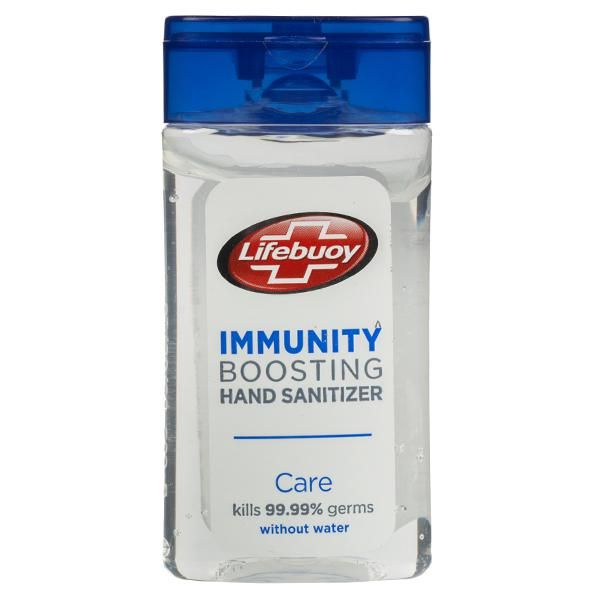 Lifebuoy
IMMUNITY^
BOOSTING
HAND SANITIZER
Care
kills 99.99% germs
without water